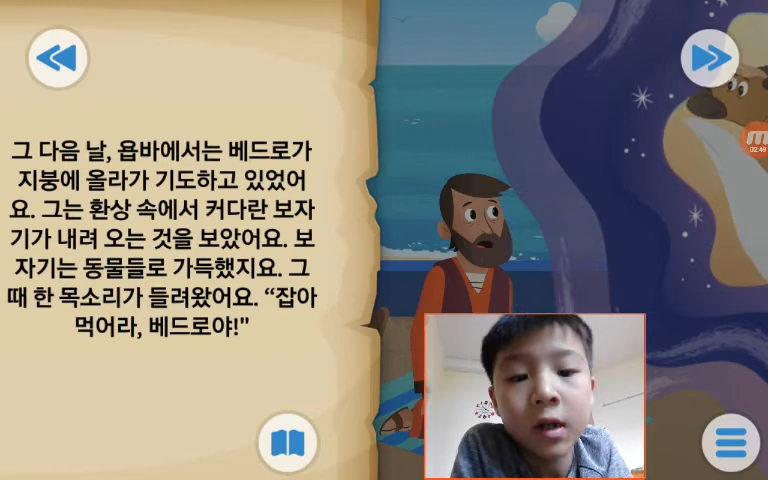 그 다음 날, 욥바에서는 베드로가
지붕에 올라가 기도하고 있었어
요. 그는 환상 속에서 커다란 보자
기가 내려 오는 것을 보았어요. 보
자기는 동물들로 가득했지요. 그
때 한 목소리가 들려왔어요. “잡아
먹어라, 베드로야!"
02:49